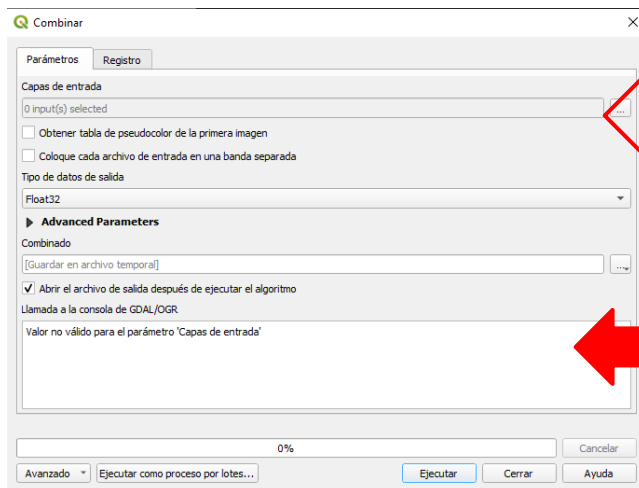 Combinar
Parámetros Registro
Capas de entrada
0 input(s) selected ...
Obtener tabla de pseudocolor de la primera imagen
Coloque cada archivo de entrada en una banda separada
Tipo de datos de salida
Float32
Advanced Parameters
Combinado
[Guardar en archivo temporal] ...
Abrir el archivo de salida después de ejecutar el algoritmo
Llamada a la consola de GDAL/OGR
Valor no válido para el parámetro 'Capas de entrada'
0% Cancelar
Avanzado Ejecutar como proceso por lotes... Ejecutar Cerrar Ayuda